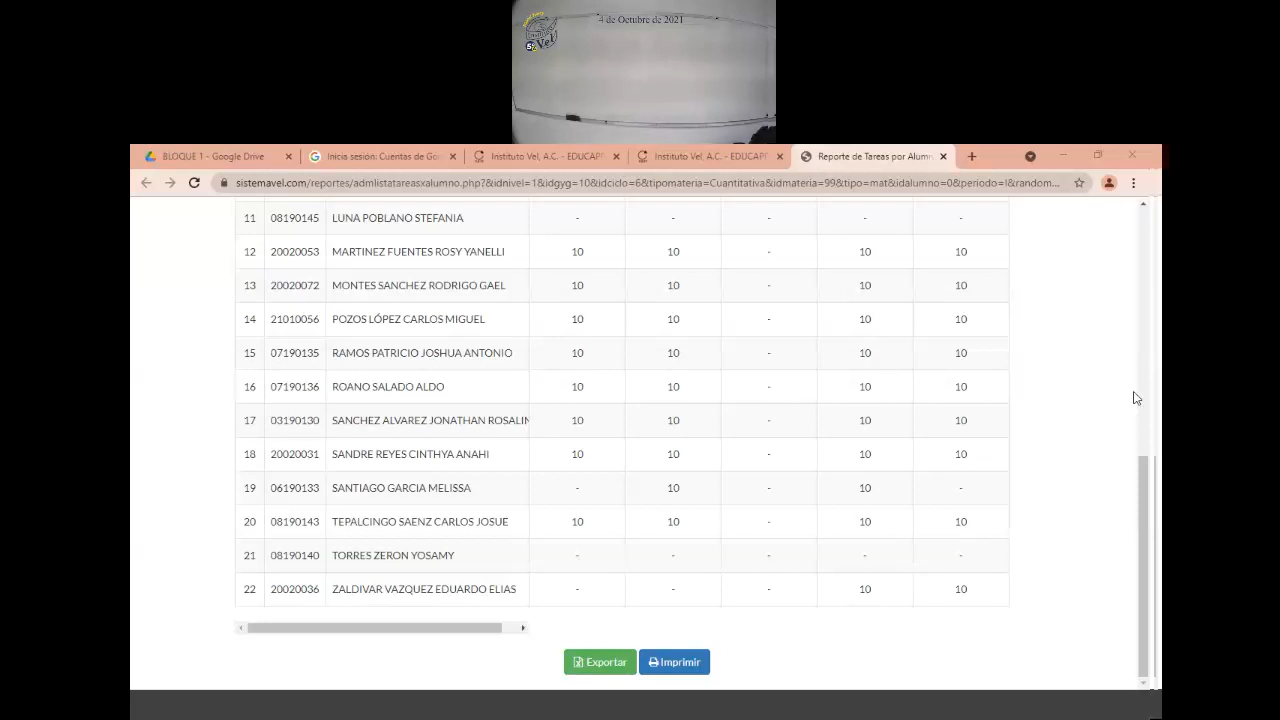 4 de Octubre de 2021
Vel
BLOQUE 1 - Google Drive
Inicia sesión: Cuentas de Goo
Instituto Vel, A.C. - EDUCAPP
Instituto Vel, A.C. - EDUCAPP
Reporte de Tareas por Alumn
sistemavel.com/reportes/admlistatareasxalumno.php?&idnivel=1&idgyg=10&idciclo=6&tipomateria=Cuantitativa&idmateria=99&tipo=mat&idalumno=0&periodo=I&random...
11 08190145 LUNA POBLANO STEFANIA - - - - -
12 20020053 MARTINEZ FUENTES ROSY YANELLI 10 10 - 10 10
13 20020072 MONTES SANCHEZ RODRIGO GAEL 10 10 - 10 10
14 21010056 POZOS LÓPEZ CARLOS MIGUEL 10 10 - 10 10
15 07190135 RAMOS PATRICIO JOSHUA ANTONIO 10 10 - 10 10
16 07190136 ROANO SALADO ALDO 10 10 - 10 10
17 03190130 SANCHEZ ALVAREZ JONATHAN ROSALIN 10 10 - 10 10
18 20020031 SANDRE REYES CINTHYA ANAHI 10 10 - 10 10
19 06190133 SANTIAGO GARCIA MELISSA - 10 - 10 -
20 08190143 TEPALCINGO SAENZ CARLOS JOSUE 10 10 - 10 10
21 08190140 TORRES ZERON YOSAMY - - - - -
22 20020036 ZALDIVAR VAZQUEZ EDUARDO ELIAS - - - 10 10
Exportar
Imprimir